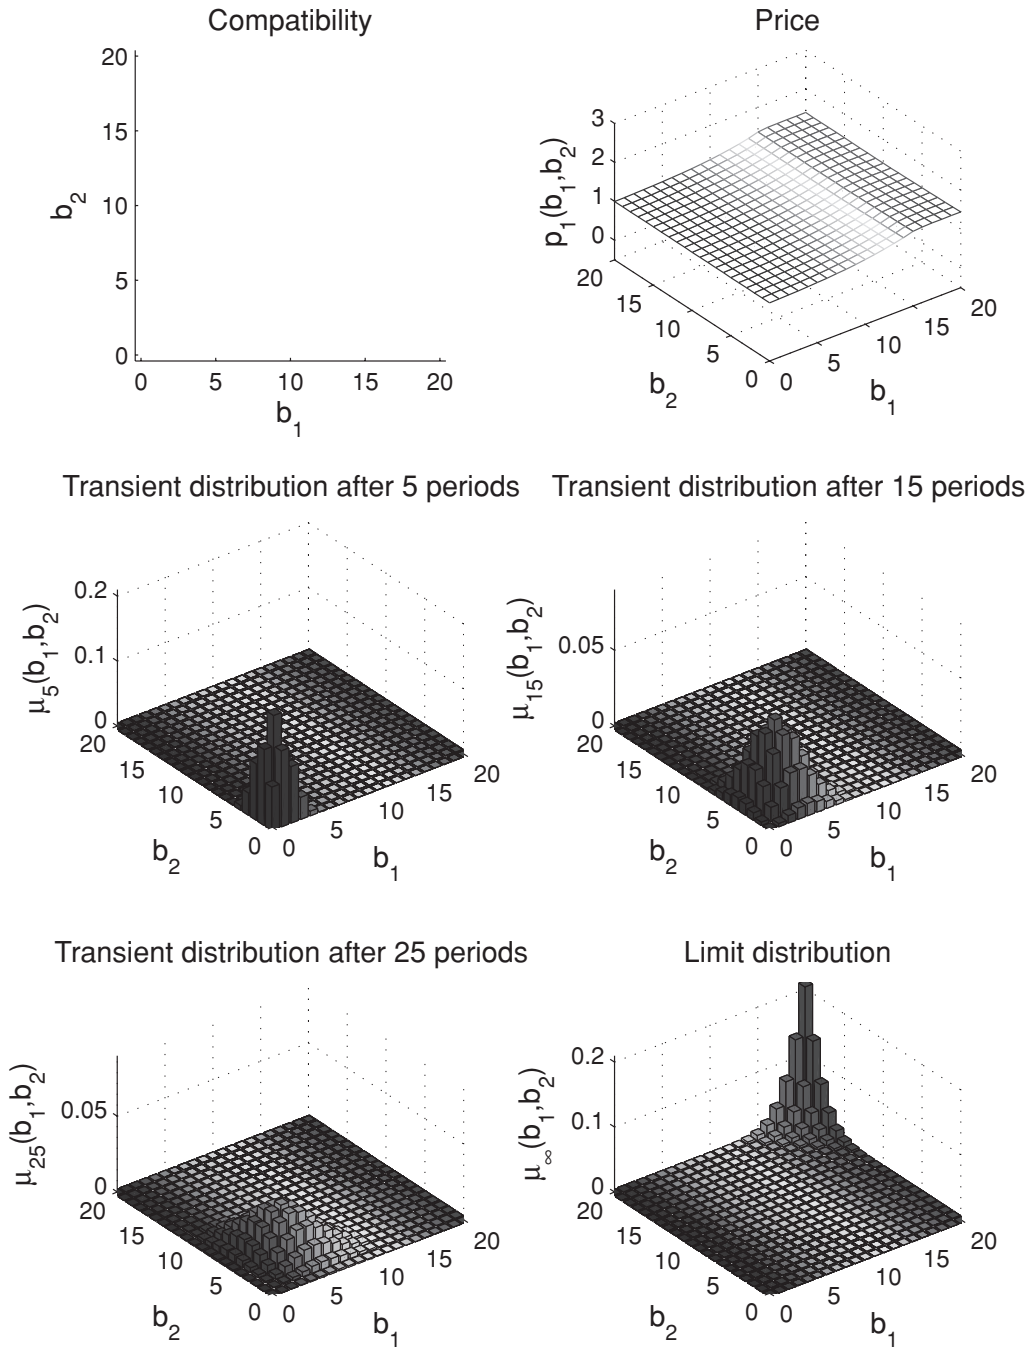 Compatibility
20
15
10
5
0
b2
0 5 10 15 20
b1
Price
3
2
1
0
p1(b1,b2)
20
15
10
5
0
b2
0
5
10
15
20
b1
Transient distribution after 5 periods
0.2
0.1
0
μ5(b1,b2)
20
15
10
5
0
b2
0
5
10
15
20
b1
Transient distribution after 15 periods
0.05
0
μ15(b1,b2)
20
15
10
5
0
b2
0
5
10
15
20
b1
Transient distribution after 25 periods
0.05
0
μ25(b1,b2)
20
15
10
5
0
b2
0
5
10
15
20
b1
Limit distribution
0.2
0.1
0
μ∞(b1,b2)
20
15
10
5
0
b2
0
5
10
15
20
b1